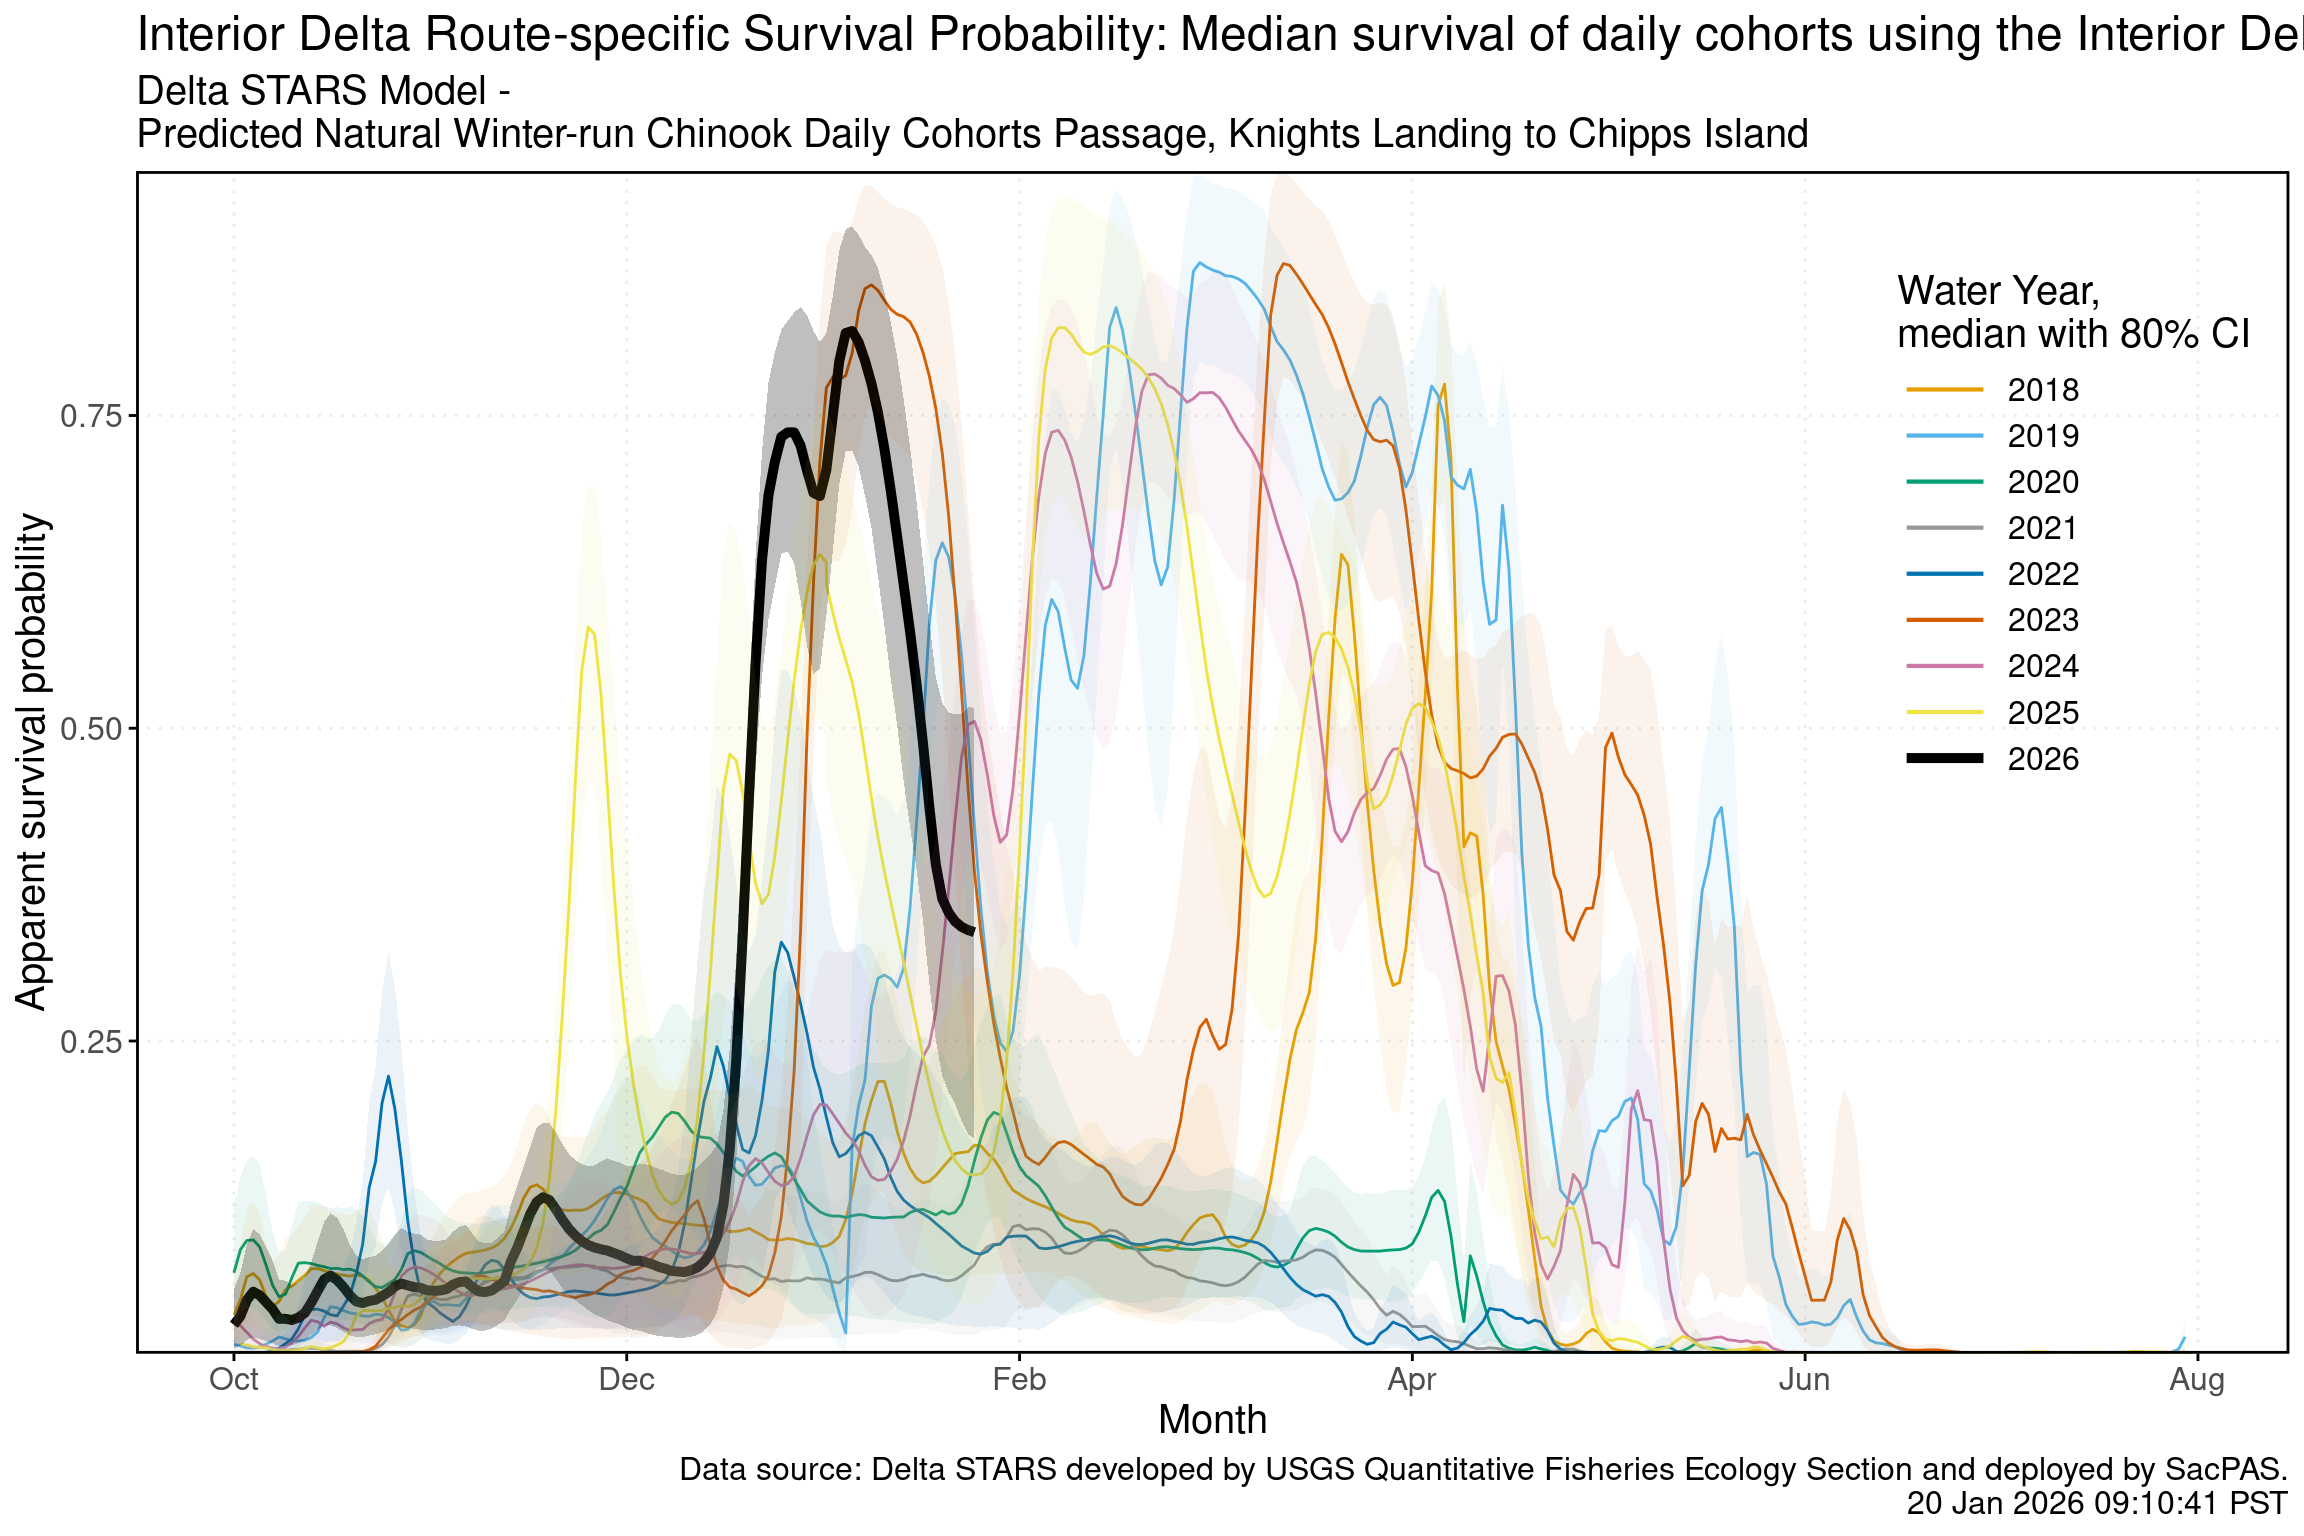 Interior Delta Route-specific Survival Probability: Median survival of daily cohorts using the Interior
Delta STARS Model -
Predicted Natural Winter-run Chinook Daily Cohorts Passage, Knights Landing to Chipps Island
Water Year,
median with 80% CI
2018
2019
2020
2021
2022
2023
2024
2025
2026
Apparent survival probability
0.75
0.50
0.25
Oct
Dec
Feb
Apr
Jun
Aug
Month
Data source: Delta STARS developed by USGS Quantitative Fisheries Ecology Section and deployed by SacPAS.
20 Jan 2026 09:10:41 PST